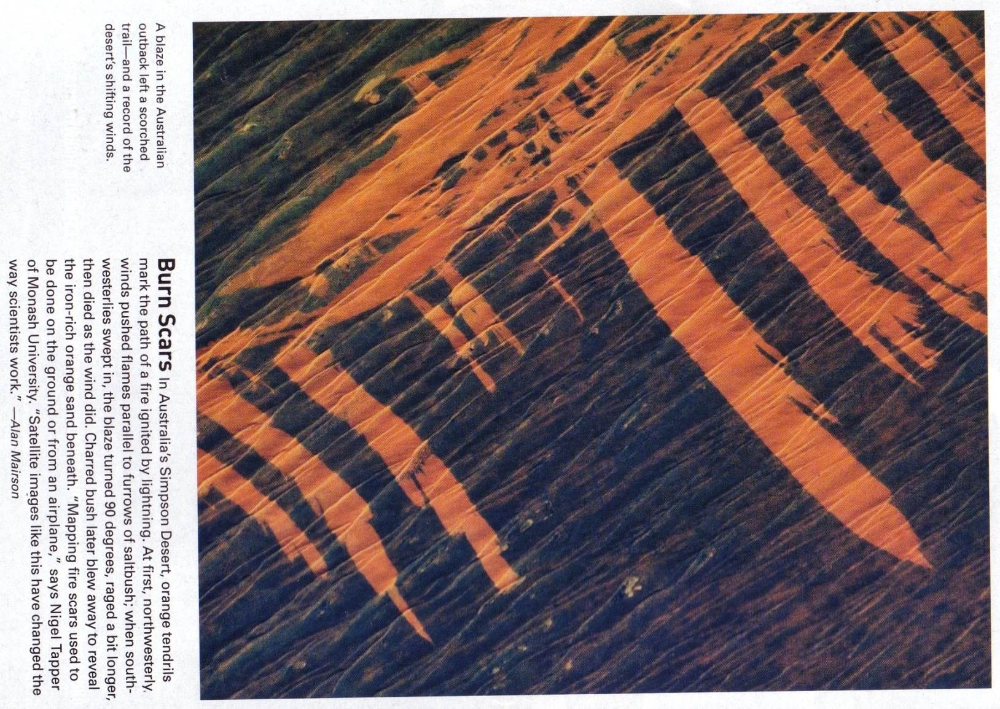 A blaze in the Australian
outback left a scorched
trail—and a record of the
desert's shifting winds.
Burn Scars In Australia's Simpson Desert, orange tendrils
mark the path of a fire ignited by lightning. At first, northwesterly
winds pushed flames parallel to furrows of saltbush; when south-
westerlies swept in, the blaze turned 90 degrees, raged a bit longer,
then died as the wind did. Charred bush later blew away to reveal
the iron-rich orange sand beneath. "Mapping fire scars used to
be done on the ground or from an airplane," says Nigel Tapper
of Monash University. "Satellite images like this have changed the
way scientists work." —Alan Mairson